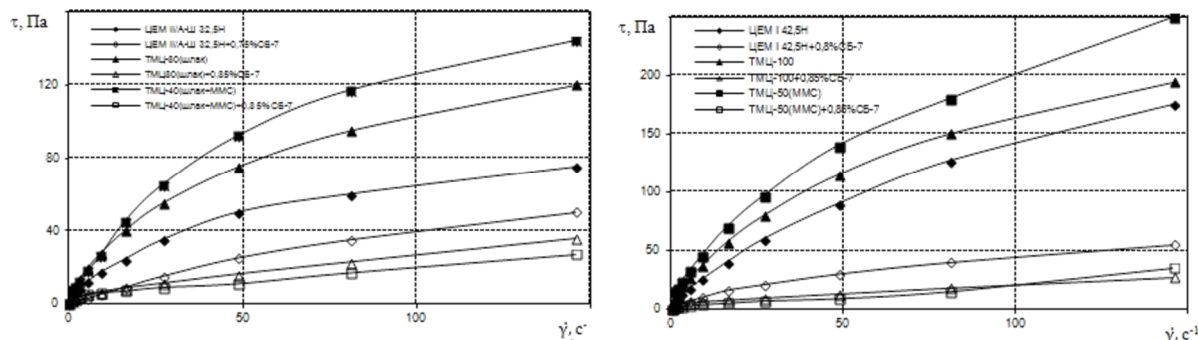 τ, Па
ЦЕМ II/А-Ш 32,5Н
ЦЕМ II/А-Ш 32,5Н+0,75%СБ-7
ТМЦ-80(шлак)
ТМЦ80(шлак)+0,85%СБ-7
ТМЦ-40(шлак+ММС)
ТМЦ-40(шлак+ММС)+0,85%СБ-7
120
80
40
0
0
50
100
γ̇, с-
τ, Па
ЦЕМ I 42,5Н
ЦЕМ I 42,5Н+0,8%СБ-7
ТМЦ-100
ТМЦ-100+0,85%СБ-7
ТМЦ-50(ММС)
ТМЦ-50(ММС)+0,85%СБ-7
200
150
100
50
0
0
50
100
γ̇, с-1